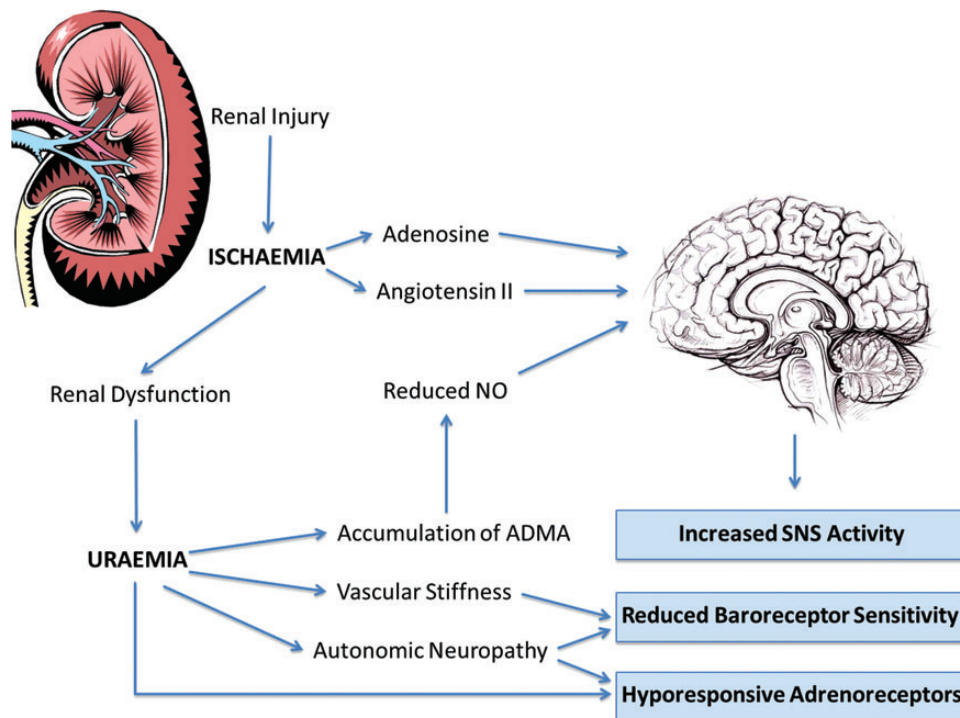 Renal Injury
ISCHAEMIA
Adenosine
Angiotensin II
Renal Dysfunction
Reduced NO
URAEMIA
Accumulation of ADMA
Vascular Stiffness
Autonomic Neuropathy
Increased SNS Activity
Reduced Baroreceptor Sensitivity
Hyporesponsive Adrenoreceptors